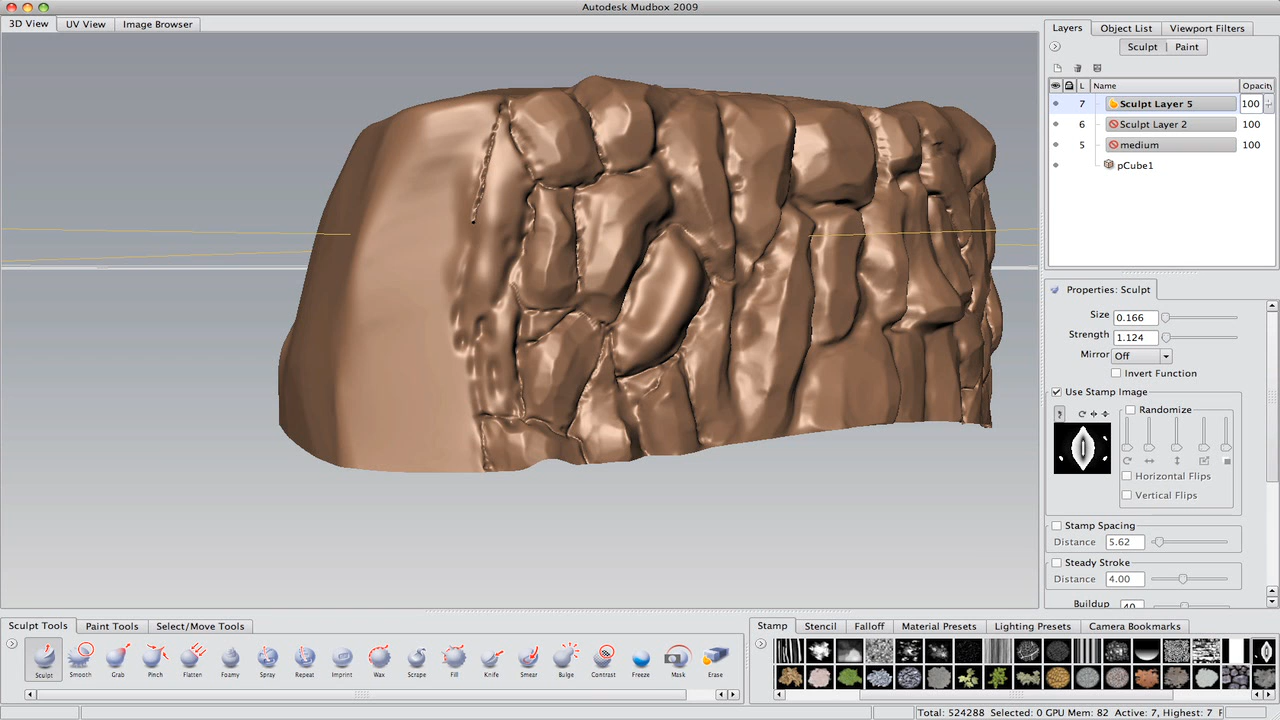 Autodesk Mudbox 2009
3D View UV View Image Browser
Layers Object List Viewport Filters
Sculpt Paint
L Name Opacity
7 Sculpt Layer 5 100
6 Sculpt Layer 2 100
5 medium 100
pCube1
Properties: Sculpt
Size 0.166
Strength 1.124
Mirror Off
Invert Function
Use Stamp Image
Randomize
Horizontal Flips
Vertical Flips
Stamp Spacing
Distance 5.62
Steady Stroke
Distance 4.00
Buildup 40
Sculpt Tools Paint Tools Select/Move Tools
Stamp Stencil Falloff Material Presets Lighting Presets Camera Bookmarks
Sculpt Smooth Grab Pinch Flatten Foamy Spray Repeat Imprint Wax Scrape Fill Knife Smear Bulge Contrast Freeze Mask Erase
Total: 524288 Selected: 0 GPU Mem: 82 Active: 7, Highest: 7 F